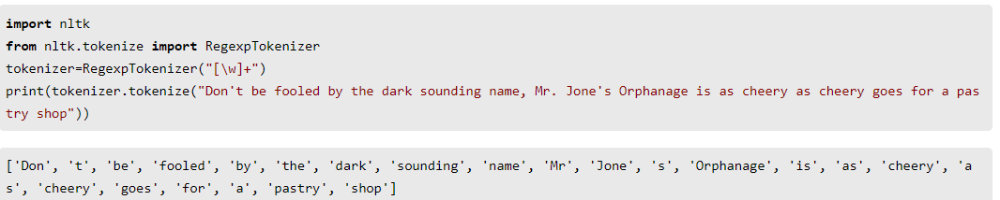 import nltk
from nltk.tokenize import RegexpTokenizer
tokenizer=RegexpTokenizer("[\w]+")
print(tokenizer.tokenize("Don't be fooled by the dark sounding name, Mr. Jone's Orphanage is as cheery as cheery goes for a pas
try shop"))
['Don', 't', 'be', 'fooled', 'by', 'the', 'dark', 'sounding', 'name', 'Mr', 'Jone', 's', 'Orphanage', 'is', 'as', 'cheery', 'a
s', 'cheery', 'goes', 'for', 'a', 'pastry', 'shop']